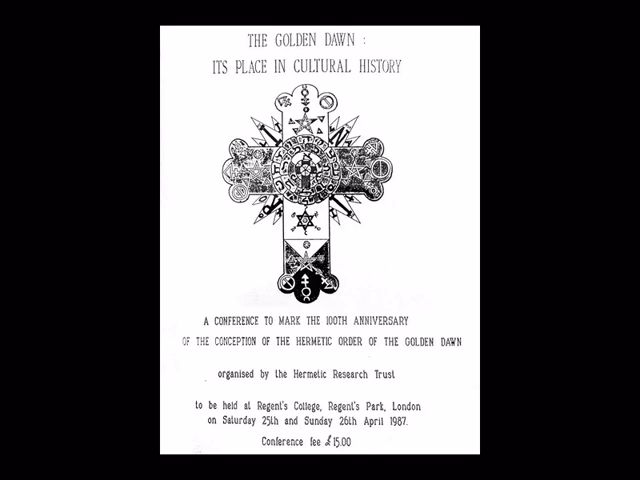 THE GOLDEN DAWN :
ITS PLACE IN CULTURAL HISTORY
A CONFERENCE TO MARK THE 100TH ANNIVERSARY
OF THE CONCEPTION OF THE HERMETIC ORDER OF THE GOLDEN DAWN
organised by the Hermetic Research Trust
to be held at Regent's College, Regent's Park, London
on Saturday 25th and Sunday 26th April 1987.
Conference fee £15.00